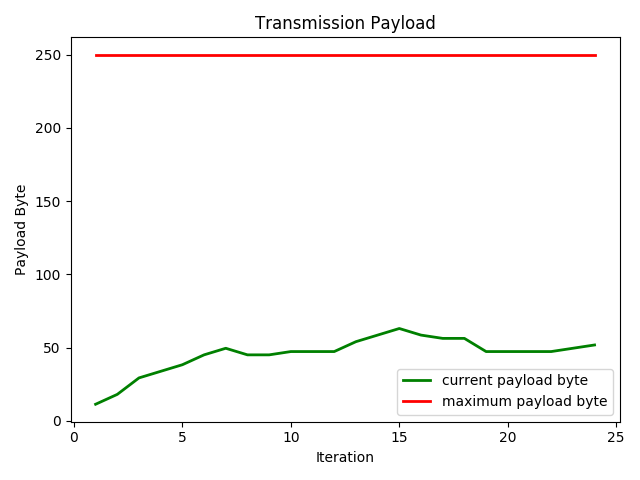 Transmission Payload
250
200
150
100
50
0
Payload Byte
current payload byte
maximum payload byte
0 5 10 15 20 25
Iteration